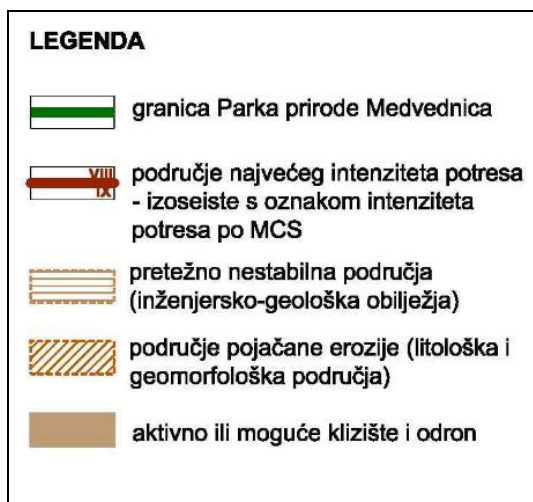 LEGENDA
granica Parka prirode Medvednica
VIII
IX
područje najvećeg intenziteta potresa
- izoseiste s oznakom intenziteta
potresa po MCS
pretežno nestabilna područja
(inženjersko-geološka obilježja)
područje pojačane erozije (litološka i
geomorfološka područja)
aktivno ili moguće klizište i odron